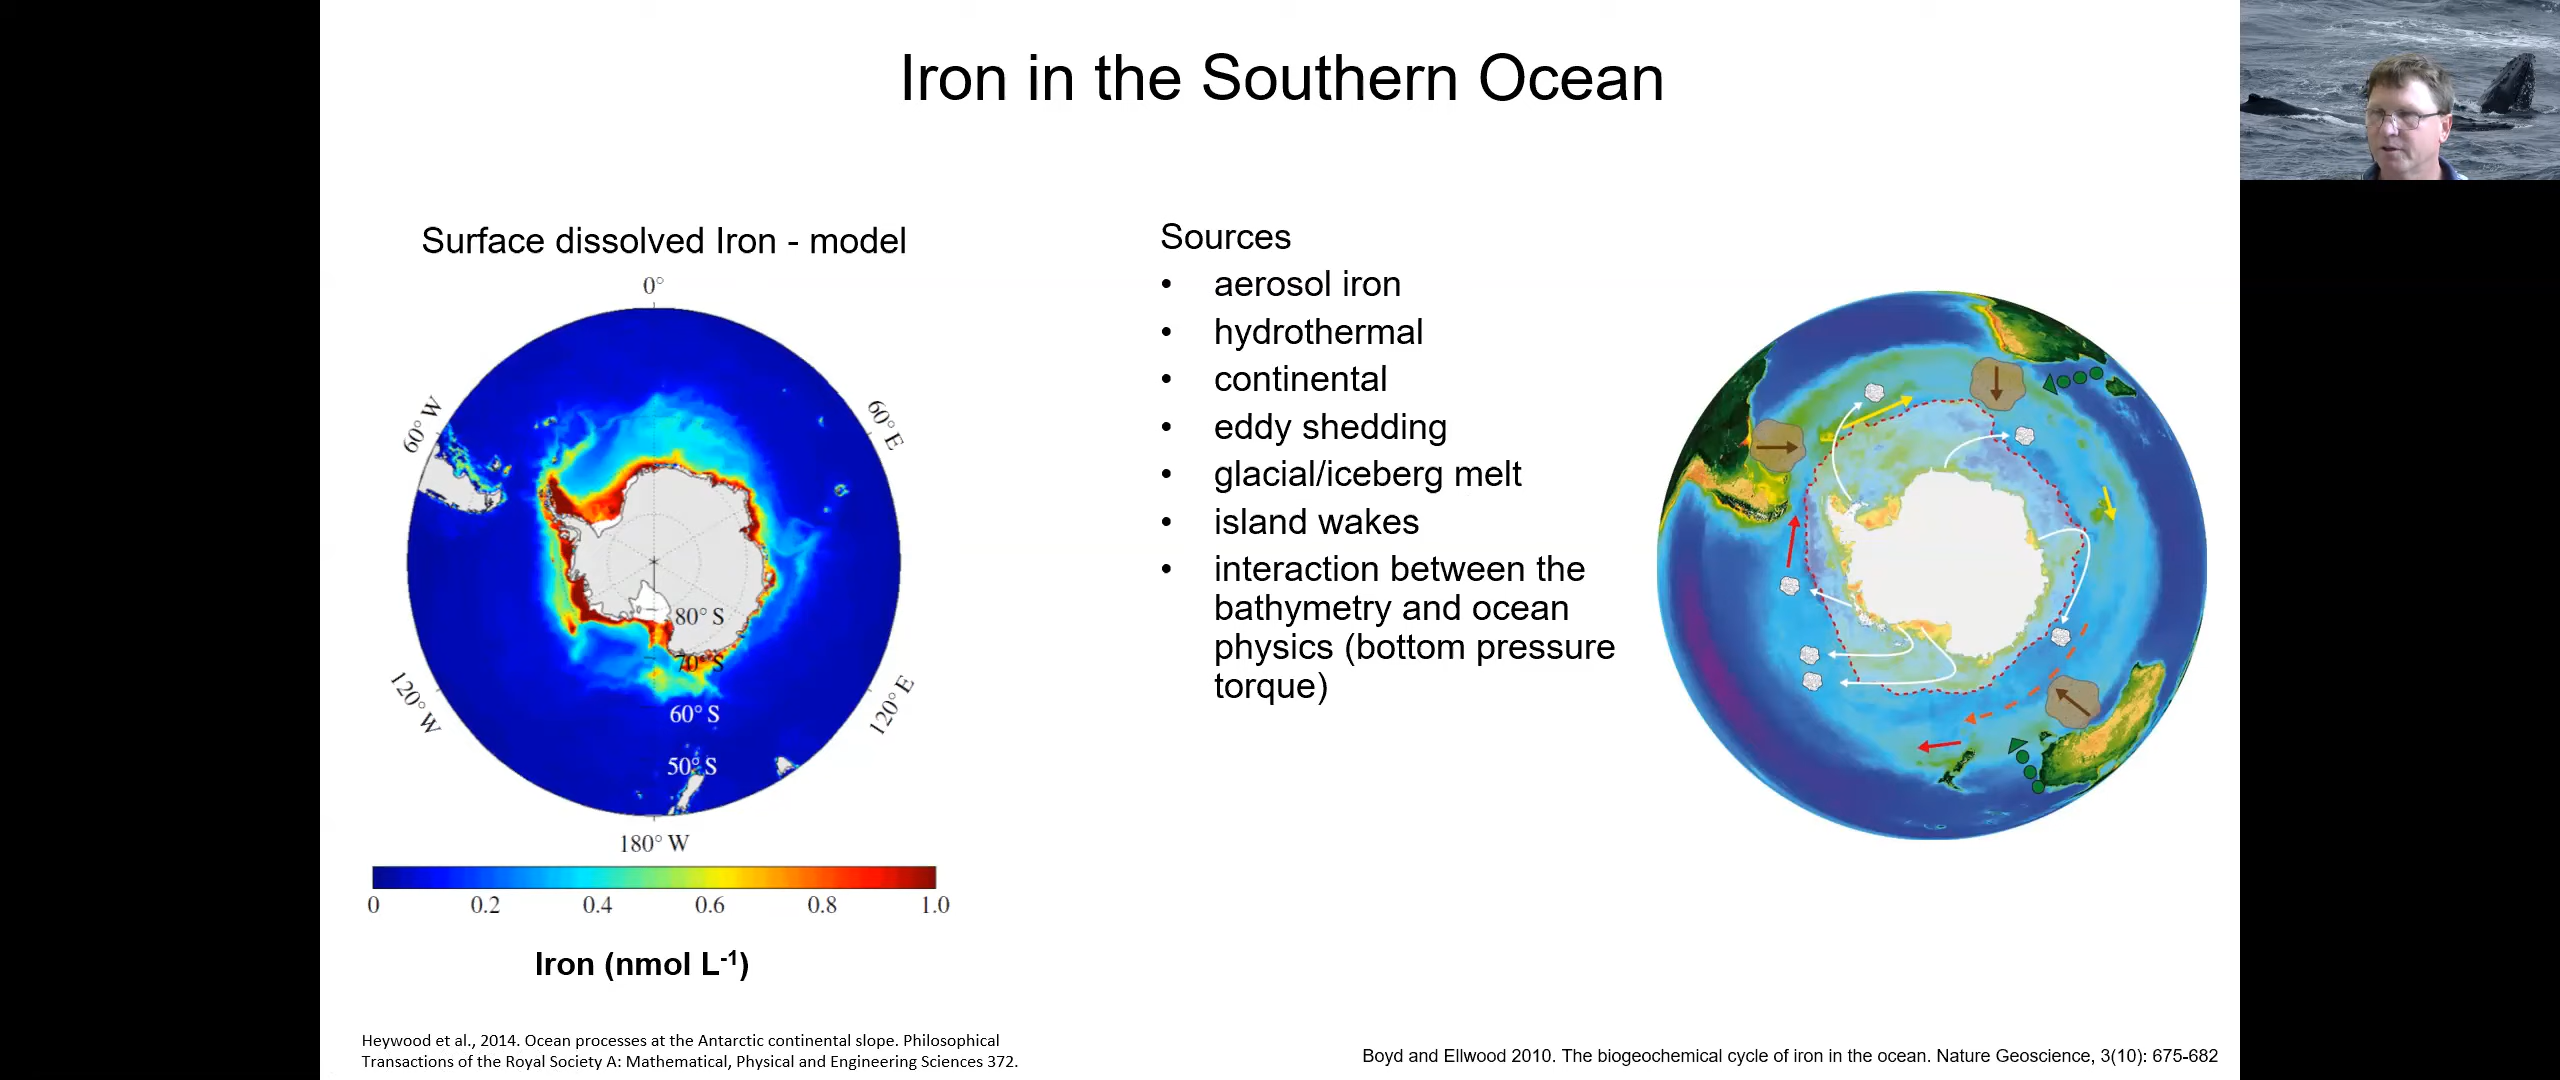 Iron in the Southern Ocean
Surface dissolved Iron - model
0°
60° W
60° E
80° S
70° S
60° S
50° S
120° W
120° E
180° W
0 0.2 0.4 0.6 0.8 1.0
Iron (nmol L-1)
Heywood et al., 2014. Ocean processes at the Antarctic continental slope. Philosophical
Transactions of the Royal Society A: Mathematical, Physical and Engineering Sciences 372.
Sources
• aerosol iron
• hydrothermal
• continental
• eddy shedding
• glacial/iceberg melt
• island wakes
• interaction between the
bathymetry and ocean
physics (bottom pressure
torque)
Boyd and Ellwood 2010. The biogeochemical cycle of iron in the ocean. Nature Geoscience, 3(10): 675-682